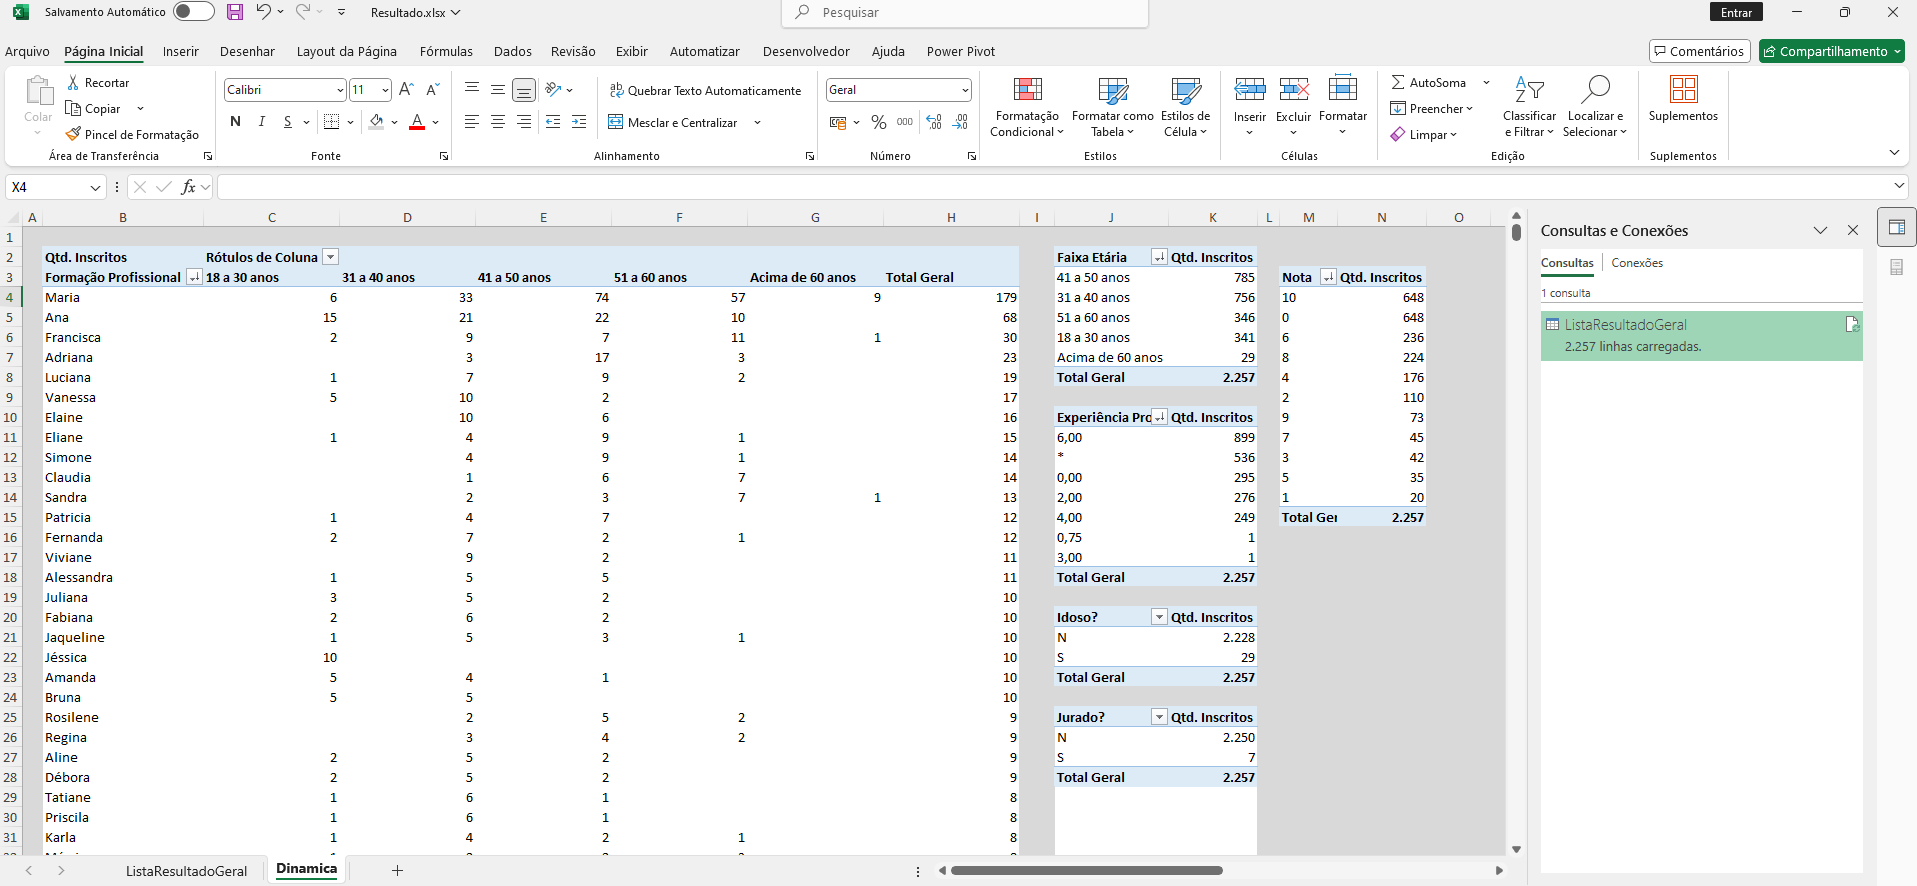 Salvamento Automático
Resultado.xlsx
Pesquisar
Entrar
Arquivo Página Inicial Inserir Desenhar Layout da Página Fórmulas Dados Revisão Exibir Automatizar Desenvolvedor Ajuda Power Pivot
Comentários Compartilhamento
Colar
Recortar
Copiar
Pincel de Formatação
Área de Transferência
Calibri 11
N I S
Fonte
Quebrar Texto Automaticamente
Mesclar e Centralizar
Alinhamento
Geral
% 000
Número
Formatação Condicional
Formatar como Tabela
Estilos de Célula
Estilos
Inserir Excluir Formatar
Células
AutoSoma
Preencher
Limpar
Classificar e Filtrar
Localizar e Selecionar
Edição
Suplementos
Suplementos
X4 fx
A B C D E F G H I J K L M N O
1
2 Qtd. Inscritos Rótulos de Coluna Faixa Etária Qtd. Inscritos
3 Formação Profissional 18 a 30 anos 31 a 40 anos 41 a 50 anos 51 a 60 anos Acima de 60 anos Total Geral 41 a 50 anos 785 Nota Qtd. Inscritos
4 Maria 6 33 74 57 9 179 31 a 40 anos 756 10 648
5 Ana 15 21 22 10 68 51 a 60 anos 346 0 648
6 Francisca 2 9 7 11 1 30 18 a 30 anos 341 6 236
7 Adriana 3 17 3 23 Acima de 60 anos 29 8 224
8 Luciana 1 7 9 2 19 Total Geral 2.257 4 176
9 Vanessa 5 10 2 17 2 110
10 Elaine 10 6 16 Experiência Pro Qtd. Inscritos 9 73
11 Eliane 1 4 9 1 15 6,00 899 7 45
12 Simone 4 9 1 14 * 536 3 42
13 Claudia 1 6 7 14 0,00 295 5 35
14 Sandra 2 3 7 1 13 2,00 276 1 20
15 Patricia 1 4 7 12 4,00 249 Total Ger 2.257
16 Fernanda 2 7 2 1 12 0,75 1
17 Viviane 9 2 11 3,00 1
18 Alessandra 1 5 5 11 Total Geral 2.257
19 Juliana 3 5 2 10
20 Fabiana 2 6 2 10 Idoso? Qtd. Inscritos
21 Jaqueline 1 5 3 1 10 N 2.228
22 Jéssica 10 10 S 29
23 Amanda 5 4 1 10 Total Geral 2.257
24 Bruna 5 5 10
25 Rosilene 2 5 2 9 Jurado? Qtd. Inscritos
26 Regina 3 4 2 9 N 2.250
27 Aline 2 5 2 9 S 7
28 Débora 2 5 2 9 Total Geral 2.257
29 Tatiane 1 6 1 8
30 Priscila 1 6 1 8
31 Karla 1 4 2 1 8
Consultas e Conexões
Consultas Conexões
1 consulta
ListaResultadoGeral
2.257 linhas carregadas.
ListaResultadoGeral Dinamica